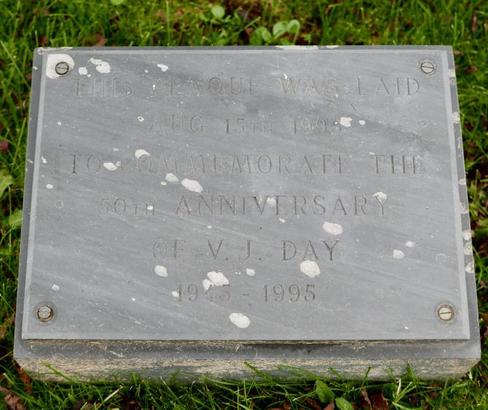 THIS PLAQUE WAS LAID
AUG 15TH 1995
TO COMMEMORATE THE
50TH ANNIVERSARY
OF V.J. DAY
1945 - 1995